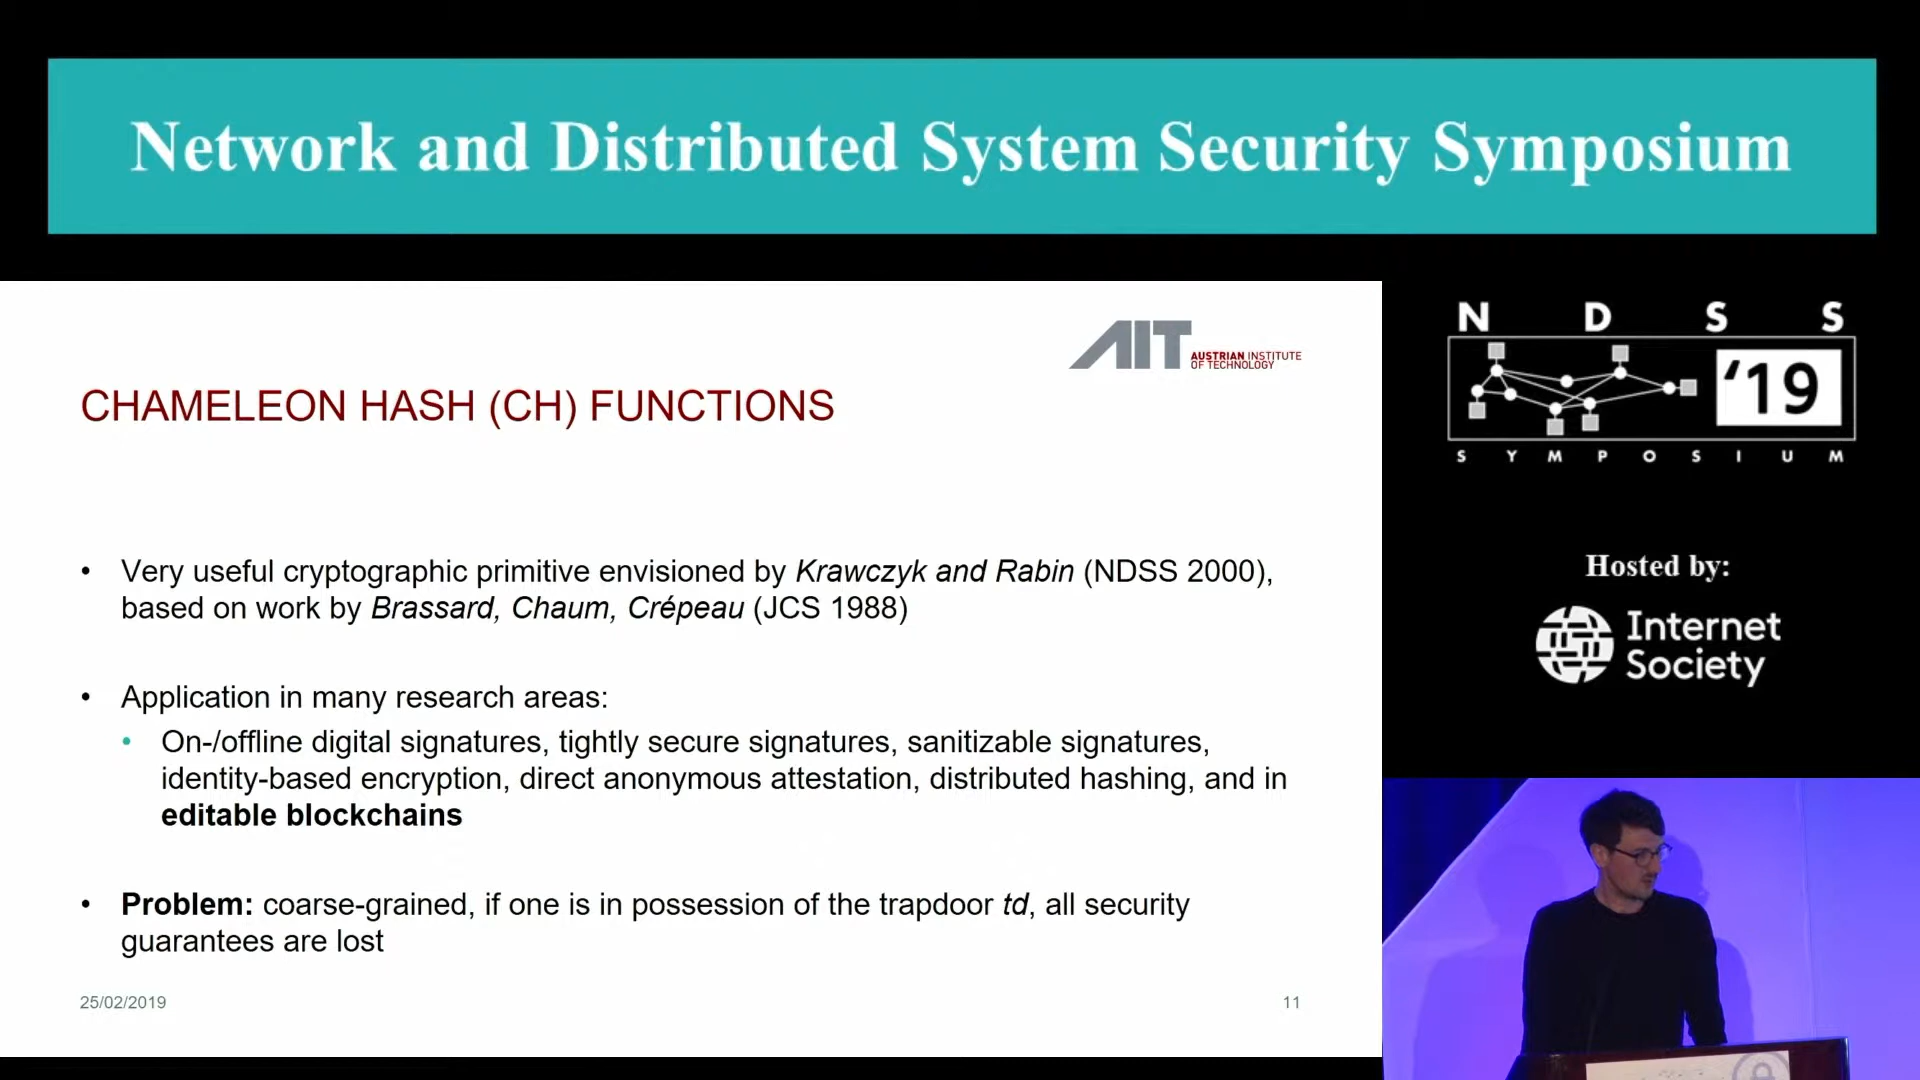 Network and Distributed System Security Symposium
AIT AUSTRIAN INSTITUTE
OF TECHNOLOGY
CHAMELEON HASH (CH) FUNCTIONS
• Very useful cryptographic primitive envisioned by Krawczyk and Rabin (NDSS 2000),
based on work by Brassard, Chaum, Crépeau (JCS 1988)
• Application in many research areas:
• On-/offline digital signatures, tightly secure signatures, sanitizable signatures,
identity-based encryption, direct anonymous attestation, distributed hashing, and in
editable blockchains
• Problem: coarse-grained, if one is in possession of the trapdoor td, all security
guarantees are lost
25/02/2019
11
N D S S
'19
S Y M P O S I U M
Hosted by:
Internet
Society